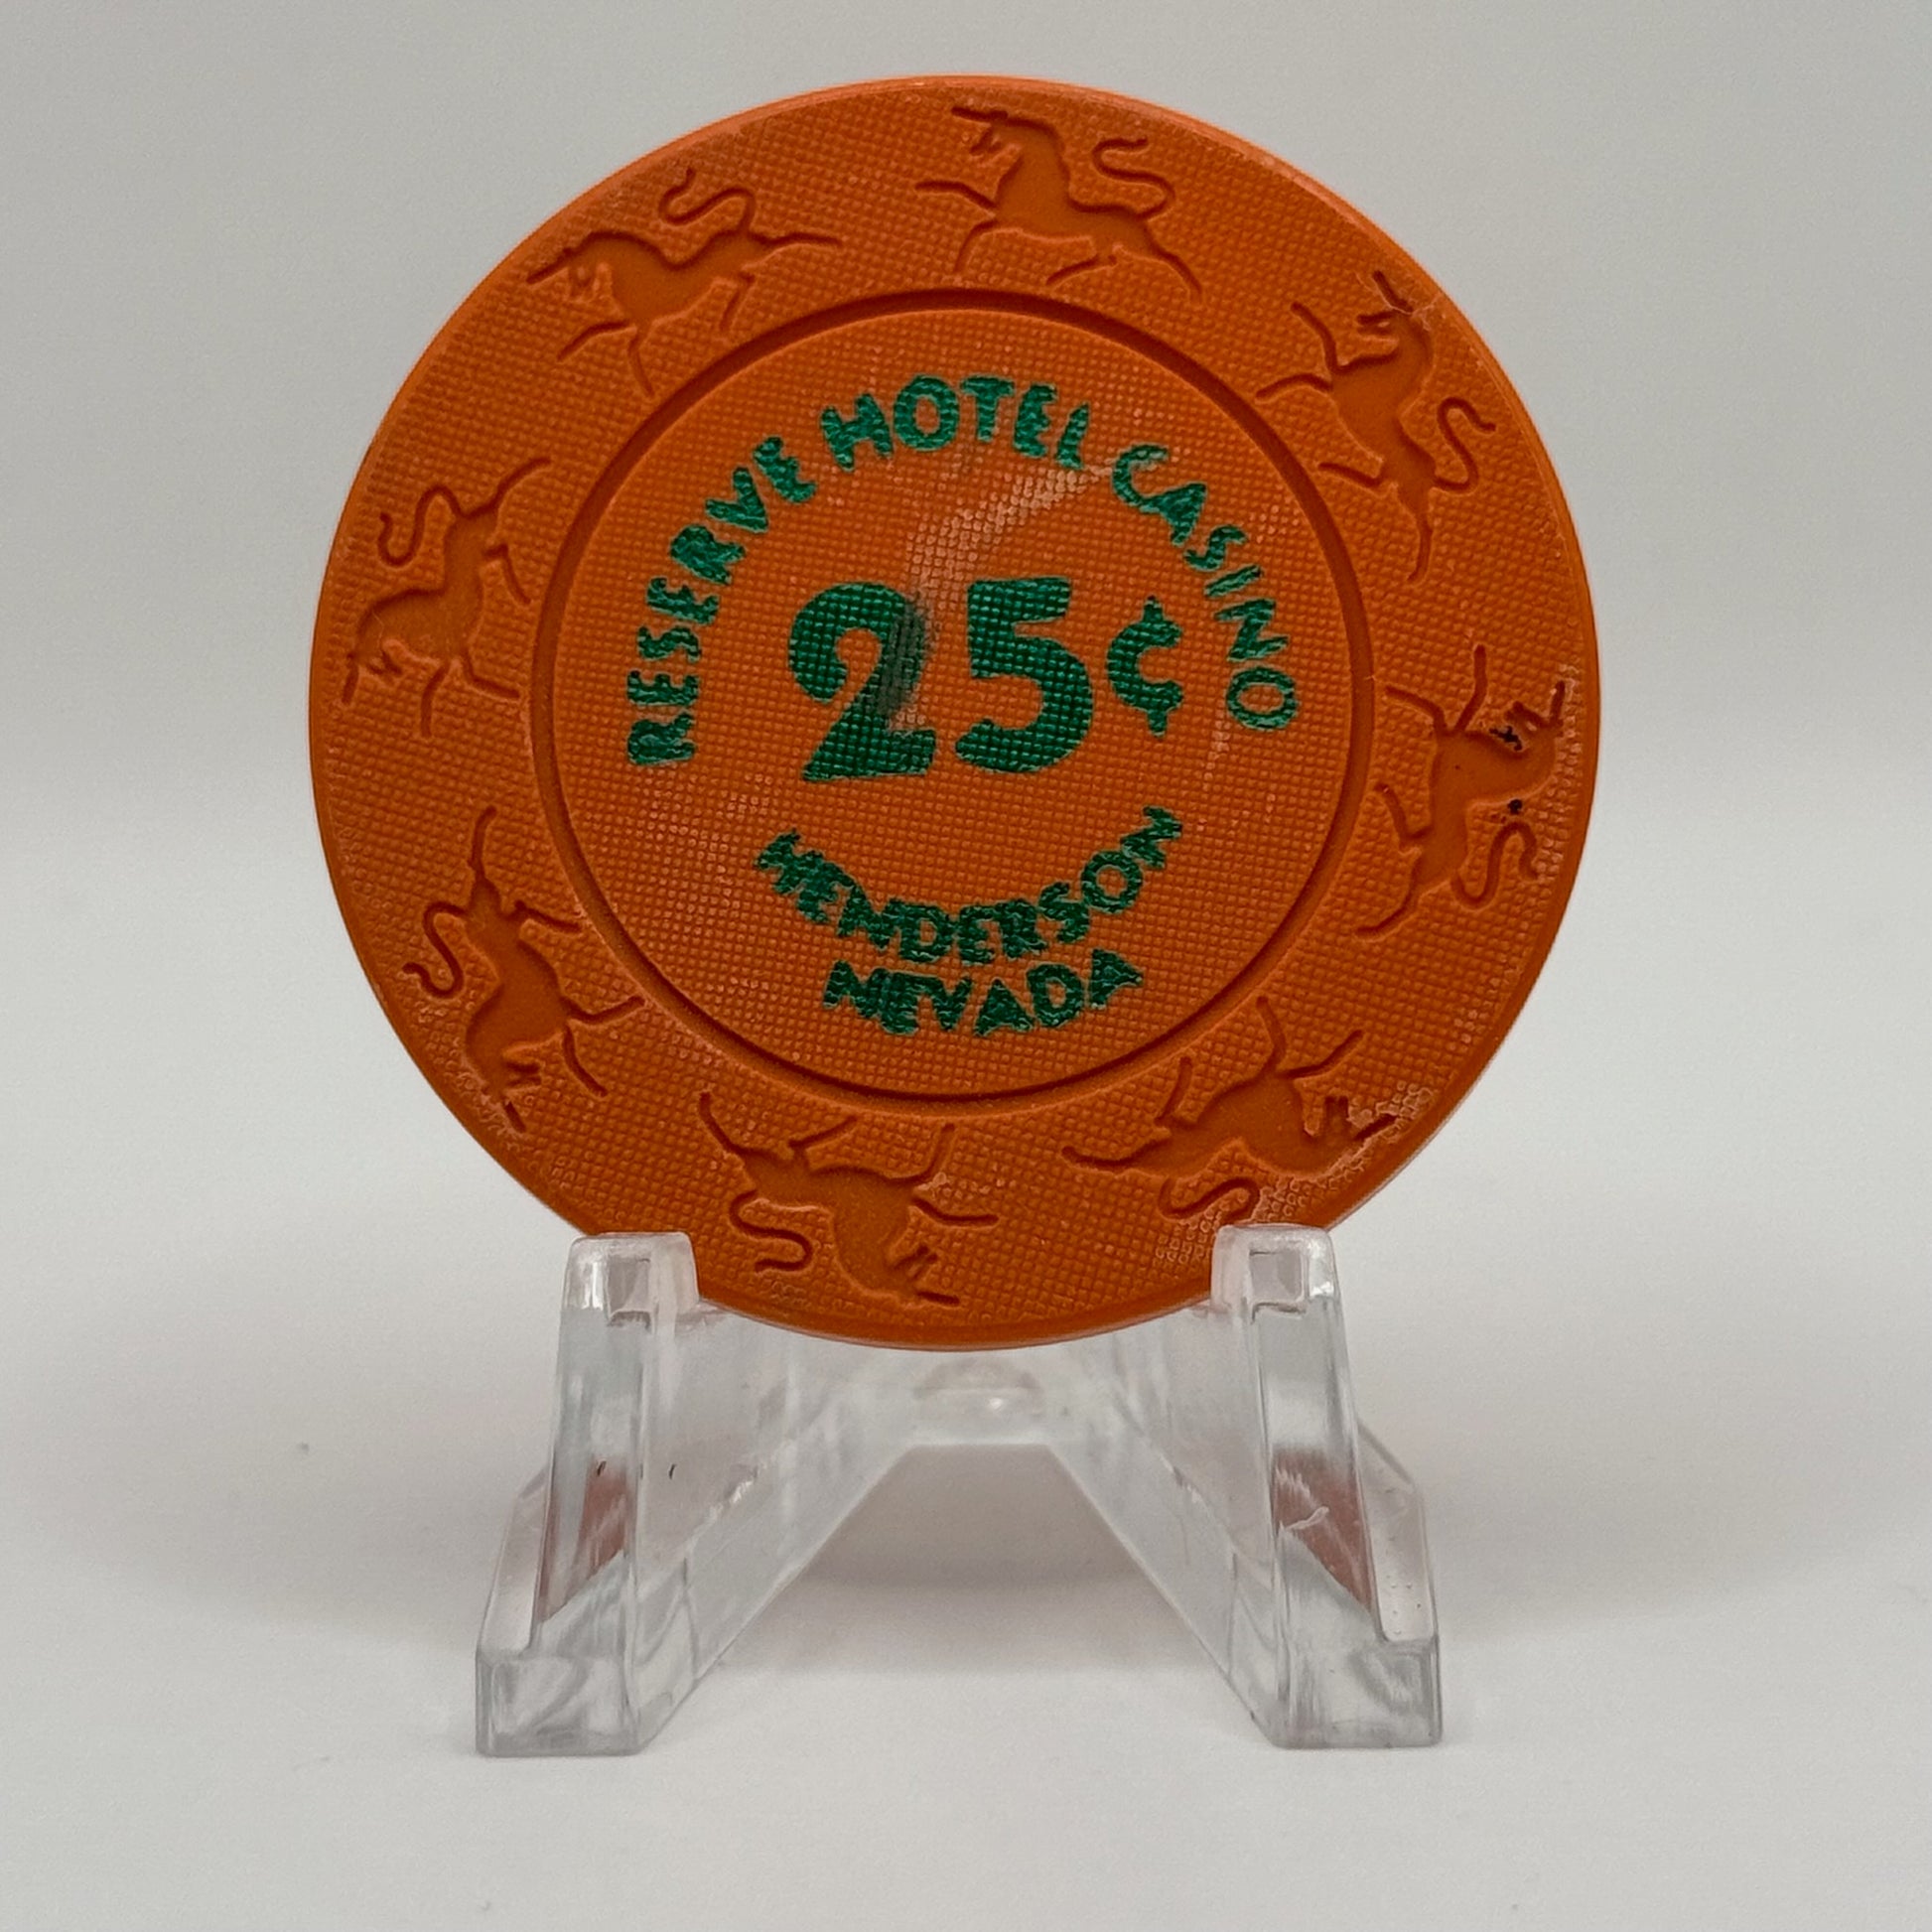 RESERVE HOTEL CASINO
25¢
HENDERSON
NEVADA